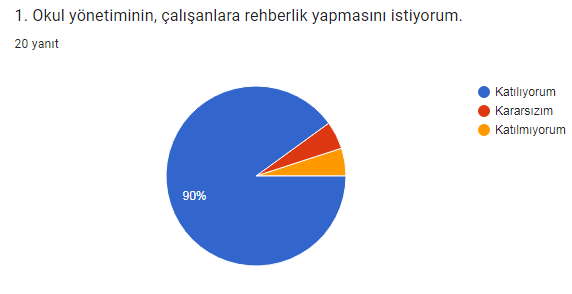 1. Okul yönetiminin, çalışanlara rehberlik yapmasını istiyorum.
20 yanıt
Katılıyorum
Kararsızım
Katılmıyorum
90%